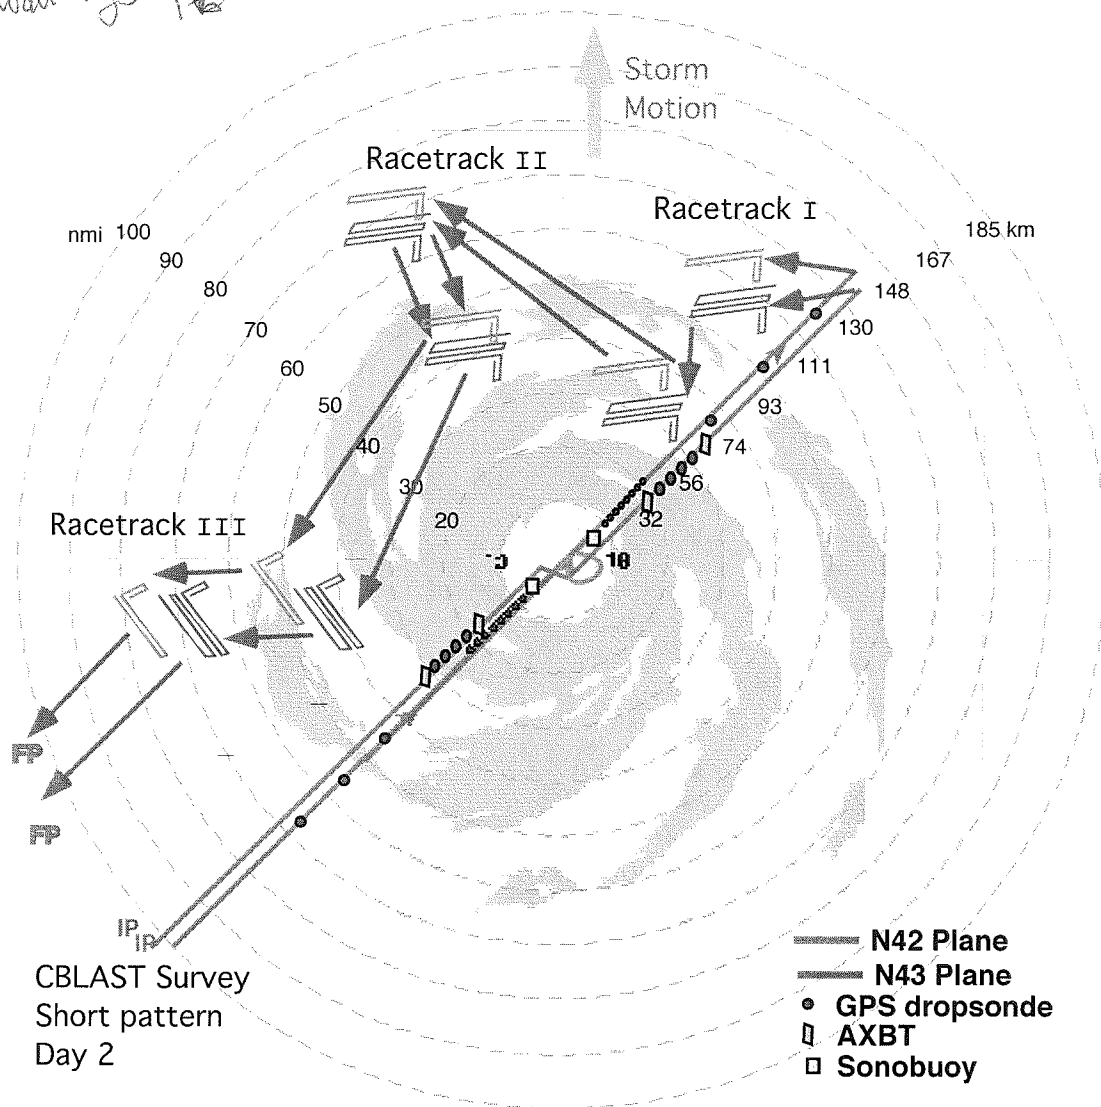 Storm
Motion
Racetrack II
Racetrack I
nmi 100
185 km
90
167
80
148
70
130
60
111
50
93
40
74
30
56
20
32
Racetrack III
FP
FP
IP
IP
CBLAST Survey
Short pattern
Day 2
N42 Plane
N43 Plane
GPS dropsonde
AXBT
Sonobuoy